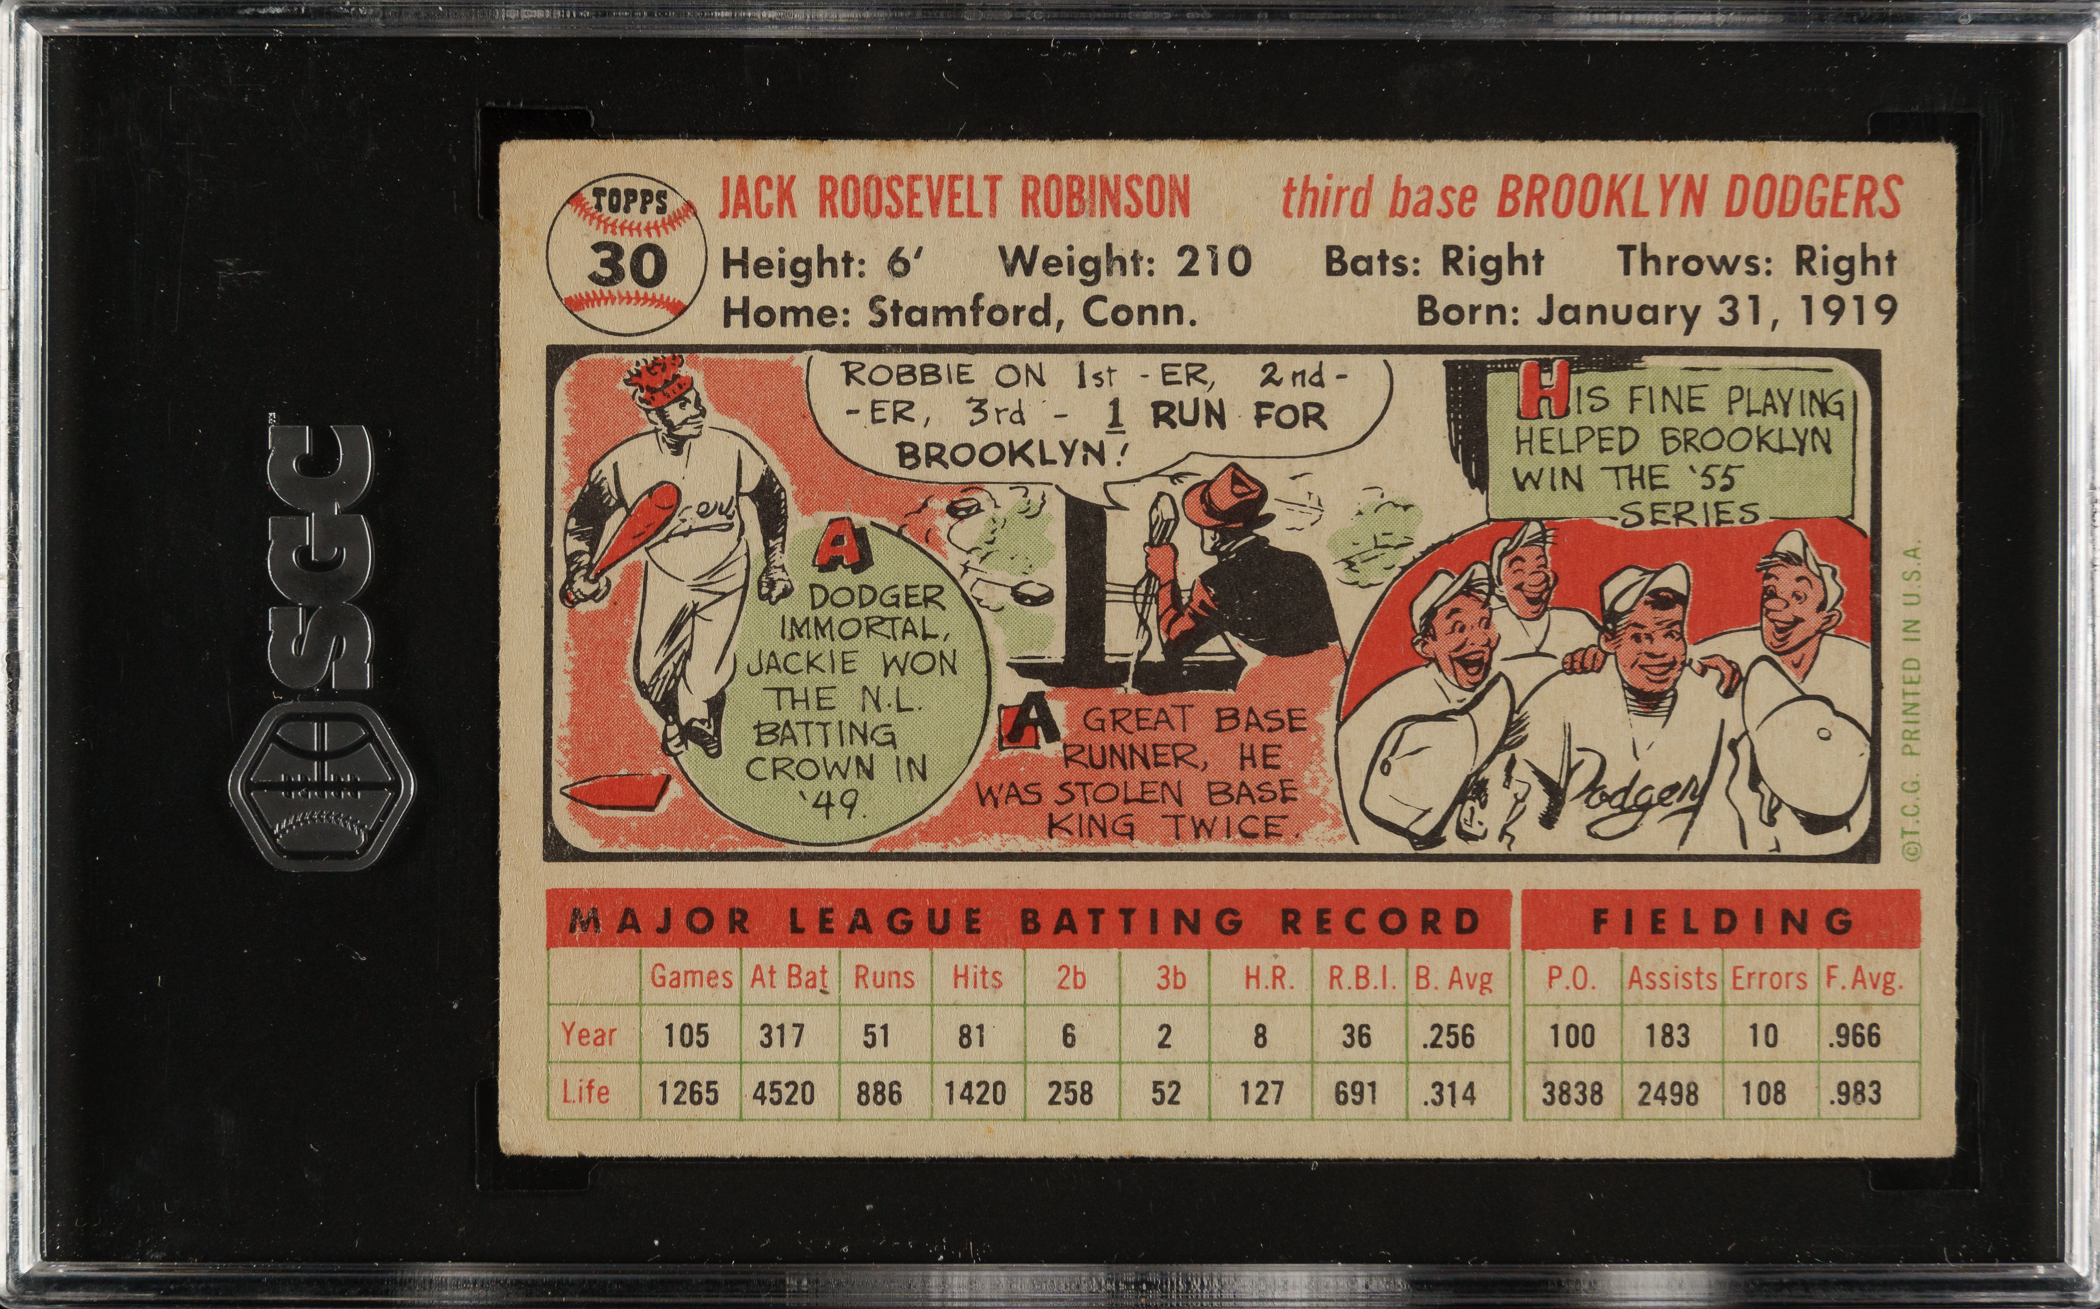 SGC
TOPPS
30
JACK ROOSEVELT ROBINSON third base BROOKLYN DODGERS
Height: 6' Weight: 210 Bats: Right Throws: Right
Home: Stamford, Conn. Born: January 31, 1919
ROBBIE ON 1st -ER, 2nd-
-ER, 3rd - 1 RUN FOR
BROOKLYN!
HIS FINE PLAYING
HELPED BROOKLYN
WIN THE '55
SERIES
A
DODGER
IMMORTAL,
JACKIE WON
THE N.L.
BATTING
CROWN IN
'49.
A GREAT BASE
RUNNER, HE
WAS STOLEN BASE
KING TWICE.
Dodgers
©T.C.G. PRINTED IN U.S.A.
MAJOR LEAGUE BATTING RECORD FIELDING
Games At Bat Runs Hits 2b 3b H.R. R.B.I. B. Avg P.O. Assists Errors F. Avg.
Year 105 317 51 81 6 2 8 36 .256 100 183 10 .966
Life 1265 4520 886 1420 258 52 127 691 .314 3838 2498 108 .983